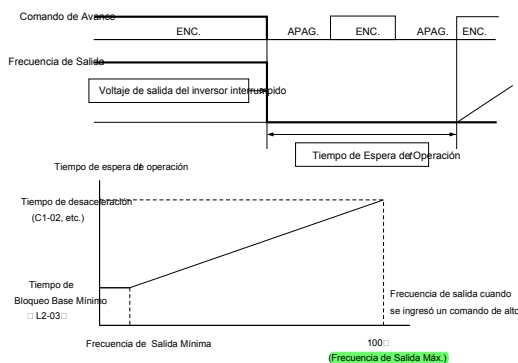 Comando de Avance
ENC. APAG. ENC. APAG. ENC.
Frecuencia de Salida
Voltaje de salida del inversor interrumpido
Tiempo de Espera de Operación
Tiempo de espera de operación
Tiempo de desaceleración
(C1-02, etc.)
Tiempo de
Bloqueo Base Mínimo
L2-03
Frecuencia de salida cuando
se ingresó un comando de alto
Frecuencia de Salida Mínima
100
(Frecuencia de Salida Máx.)